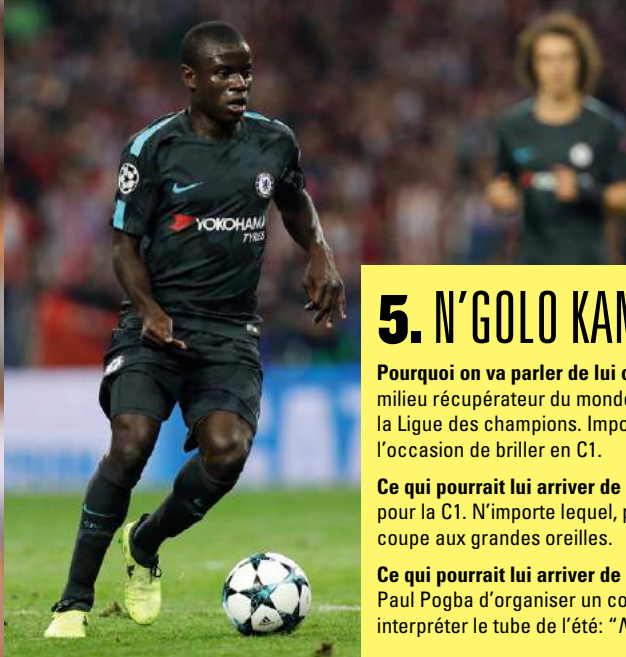 YOKOHAMA
TYRES
5. N'GOLO KAN
Pourquoi on va parler de lui
milieu récupérateur du monde
la Ligue des champions. Impo
l'occasion de briller en C1.
Ce qui pourrait lui arriver de
pour la C1. N'importe lequel, p
coupe aux grandes oreilles.
Ce qui pourrait lui arriver de
Paul Pogba d'organiser un co
interpréter le tube de l'été: "